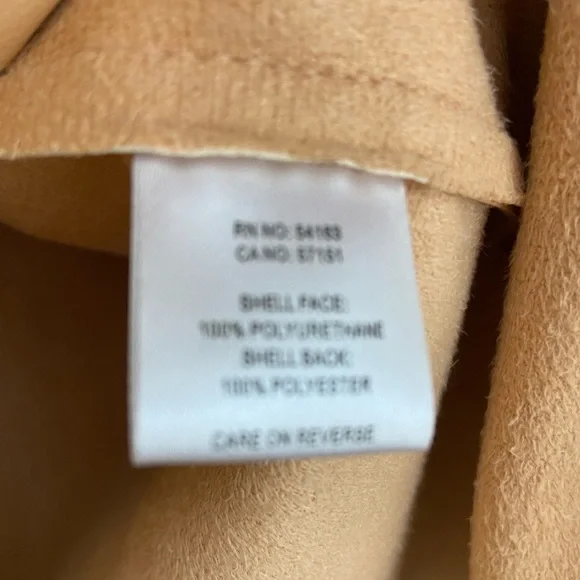 RN NO: 54163
CA NO: 57151
SHELL FACE:
100% POLYURETHANE
SHELL BACK:
100% POLYESTER
CARE ON REVERSE